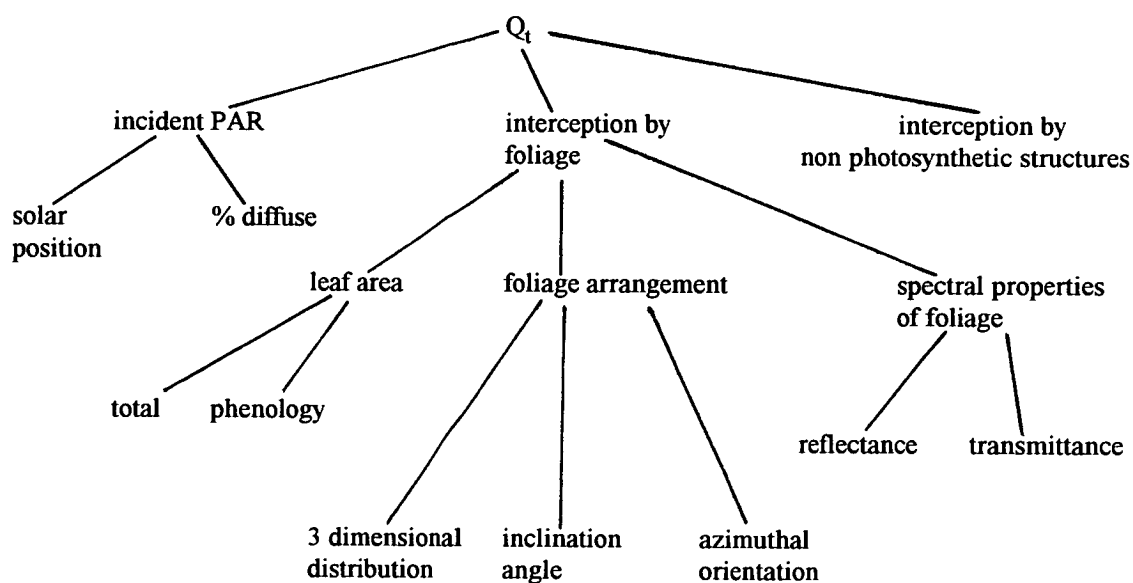 Qt
incident PAR
interception by
foliage
interception by
non photosynthetic structures
solar
position
% diffuse
leaf area
foliage arrangement
spectral properties
of foliage
total
phenology
reflectance
transmittance
3 dimensional
distribution
inclination
angle
azimuthal
orientation